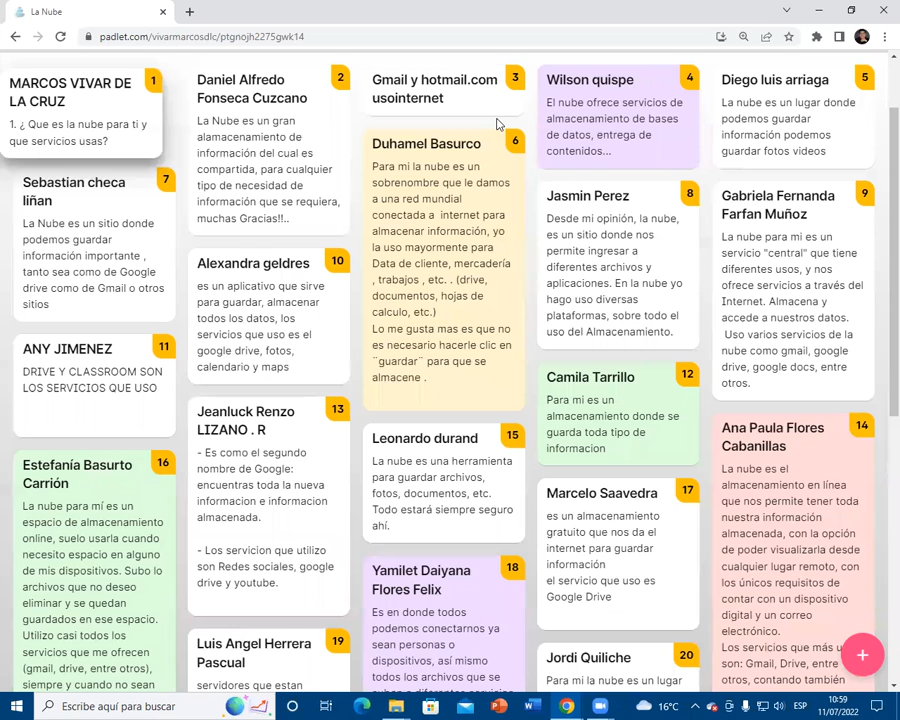 La Nube
padlet.com/vivarmarcosdlc/ptgnojh2275gwk14
MARCOS VIVAR DE
LA CRUZ
1
1. ¿ Que es la nube para ti y
que servicios usas?
Daniel Alfredo
Fonseca Cuzcano
2
La Nube es un gran
alamacenamiento de
información del cual es
compartida, para cualquier
tipo de necesidad de
información que se requiera,
muchas Gracias!!..
Gmail y hotmail.com
usointernet
3
Wilson quispe
4
El nube ofrece servicios de
almacenamiento de bases
de datos, entrega de
contenidos...
Diego luis arriaga
5
La nube es un lugar donde
podemos guardar
información podemos
guardar fotos videos
Duhamel Basurco
6
Para mi la nube es un
sobrenombre que le damos
a una red mundial
conectada a internet para
almacenar información, yo
la uso mayormente para
Data de cliente, mercadería
, trabajos , etc. . (drive,
documentos, hojas de
calculo, etc.)
Lo me gusta mas es que no
es necesario hacerle clic en
¨guardar¨ para que se
almacene .
Sebastian checa
liñan
7
La Nube es un sitio donde
podemos guardar
información importante ,
tanto sea como de Google
drive como de Gmail o otros
sitios
Jasmin Perez
8
Desde mi opinión, la nube,
es un sitio donde nos
permite ingresar a
diferentes archivos y
aplicaciones. En la nube yo
hago uso diversas
plataformas, sobre todo el
uso del Almacenamiento.
Gabriela Fernanda
Farfan Muñoz
9
La nube para mi es un
servicio "central" que tiene
diferentes usos, y nos
ofrece servicios a través del
Internet. Almacena y
accede a nuestros datos.
Uso varios servicios de la
nube como gmail, google
drive, google docs, entre
otros.
Alexandra geldres
10
es un aplicativo que sirve
para guardar, almacenar
todos los datos, los
servicios que uso es el
google drive, fotos,
calendario y maps
ANY JIMENEZ
11
DRIVE Y CLASSROOM SON
LOS SERVICIOS QUE USO
Camila Tarrillo
12
Para mi es un
almacenamiento donde se
guarda toda tipo de
informacion
Jeanluck Renzo
LIZANO . R
13
- Es como el segundo
nombre de Google:
encuentras toda la nueva
informacion e informacion
almacenada.
- Los servicion que utilizo
son Redes sociales, google
drive y youtube.
Ana Paula Flores
Cabanillas
14
La nube es el
almacenamiento en línea
que nos permite tener toda
nuestra información
almacenada, con la opción
de poder visualizarla desde
cualquier lugar remoto, con
los únicos requisitos de
contar con un dispositivo
digital y un correo
electrónico.
Los servicios que más u
son: Gmail, Drive, entre
otros, contando también
Leonardo durand
15
La nube es una herramienta
para guardar archivos,
fotos, documentos, etc.
Todo estará siempre seguro
ahí.
Estefanía Basurto
Carrión
16
La nube para mí es un
espacio de almacenamiento
online, suelo usarla cuando
necesito espacio en alguno
de mis dispositivos. Subo lo
archivos que no deseo
eliminar y se quedan
guardados en ese espacio.
Utilizo casi todos los
servicios que me ofrecen
(gmail, drive, entre otros),
siempre y cuando no sean
Marcelo Saavedra
17
es un almacenamiento
gratuito que nos da el
internet para guardar
información
el servicio que uso es
Google Drive
Yamilet Daiyana
Flores Felix
18
Es en donde todos
podemos conectarnos ya
sean personas o
dispositivos, así mismo
todos los archivos que se
suban a diferentes servicios
Luis Angel Herrera
Pascual
19
servidores que estan
Jordi Quiliche
20
Para mi la nube es un lugar
Escribe aquí para buscar
16°C
ESP
10:59
11/07/2022